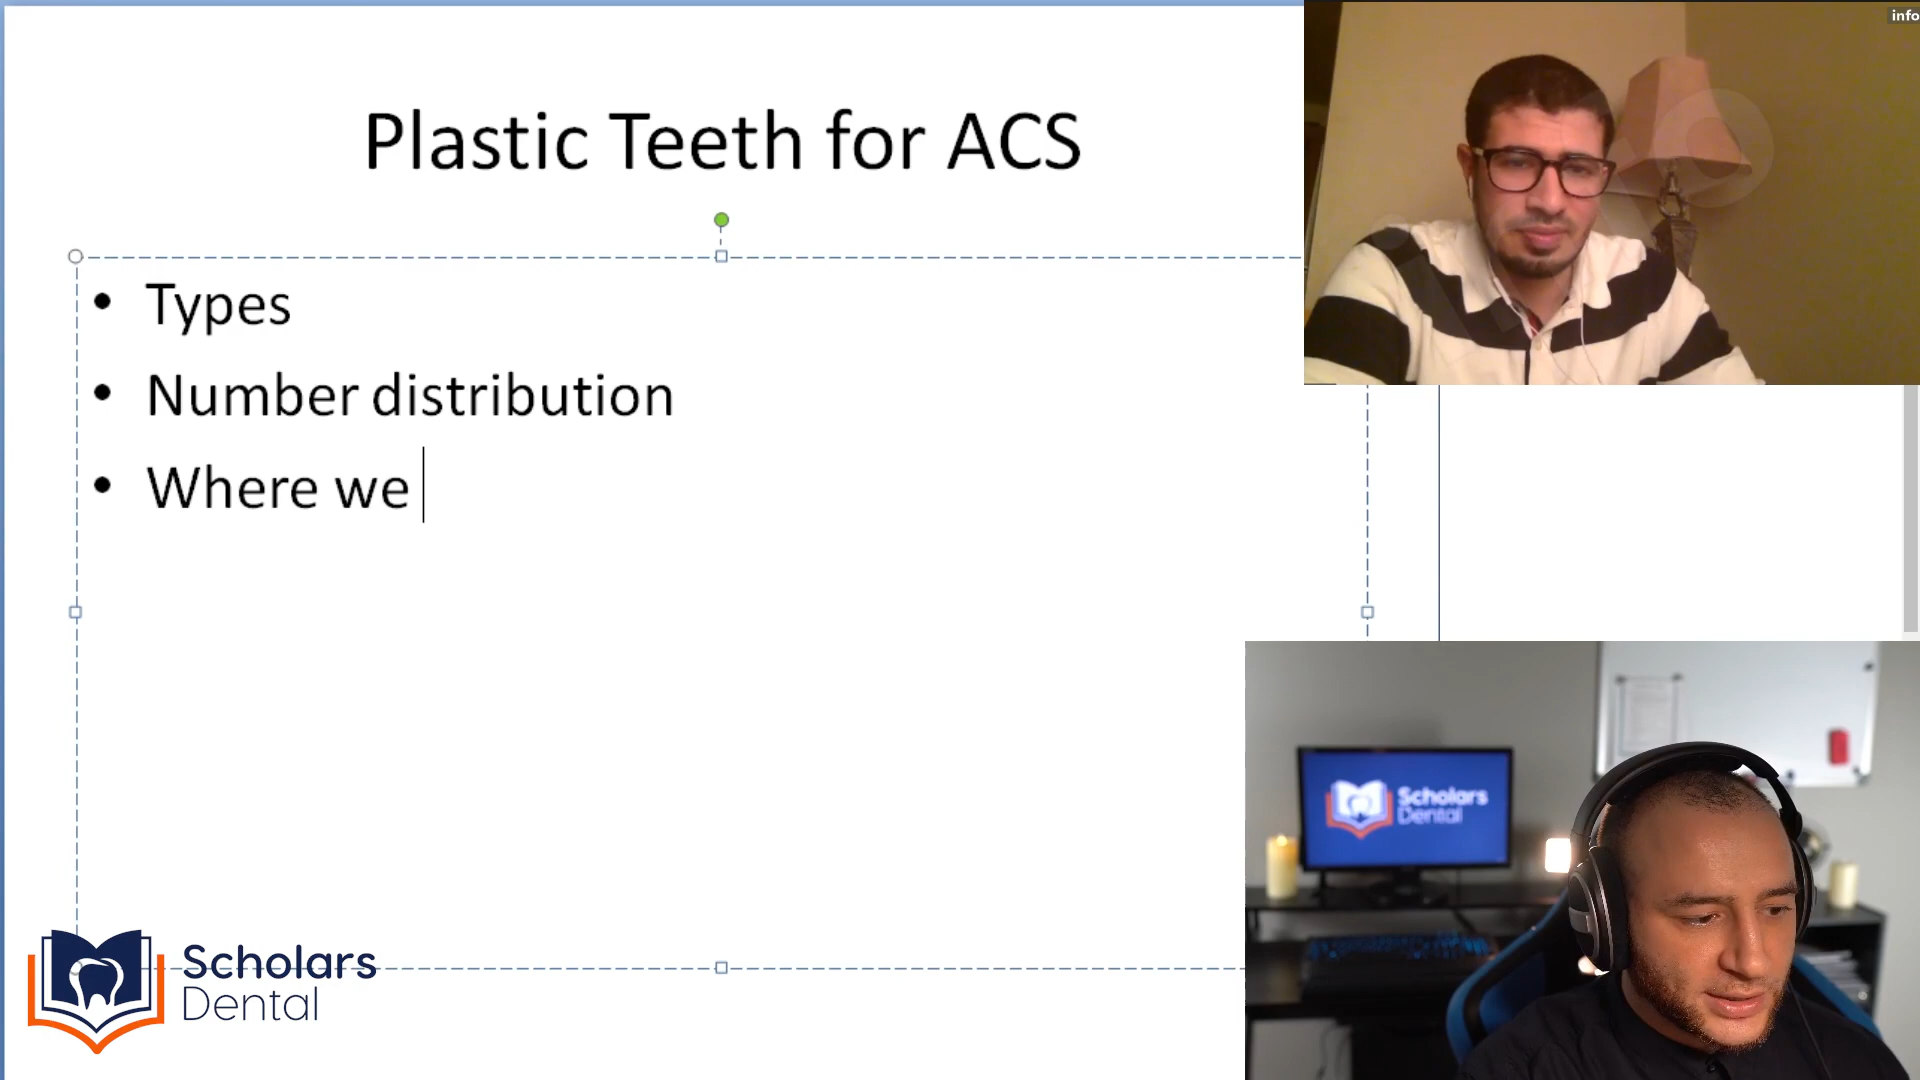 info
Plastic Teeth for ACS
• Types
• Number distribution
• Where we
Scholars
Dental
Scholars
Dental